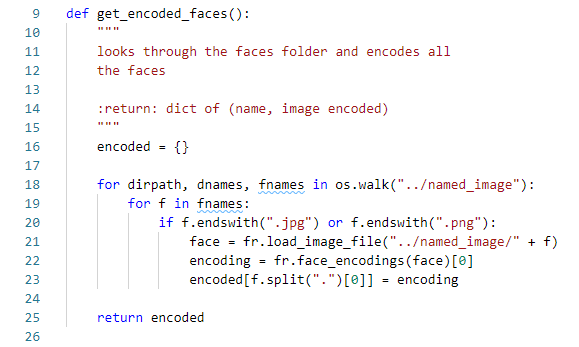 9 def get_encoded_faces():
10     """
11     looks through the faces folder and encodes all
12     the faces
13
14     :return: dict of (name, image encoded)
15     """
16     encoded = {}
17
18     for dirpath, dnames, fnames in os.walk("../named_image"):
19         for f in fnames:
20             if f.endswith(".jpg") or f.endswith(".png"):
21                 face = fr.load_image_file("../named_image/" + f)
22                 encoding = fr.face_encodings(face)[0]
23                 encoded[f.split(".")[0]] = encoding
24
25     return encoded
26